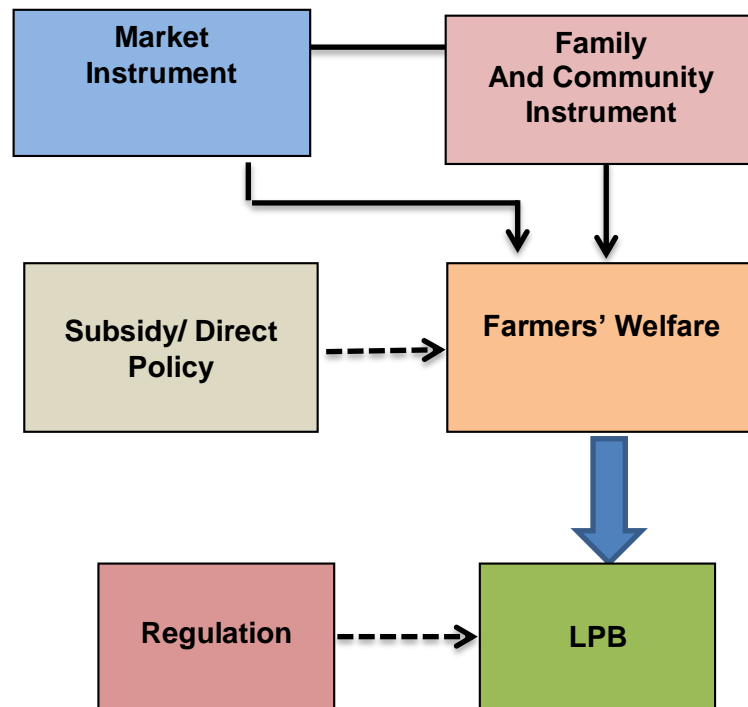 Market
Instrument
Family
And Community
Instrument
Subsidy/ Direct
Policy
Farmers’ Welfare
Regulation
LPB